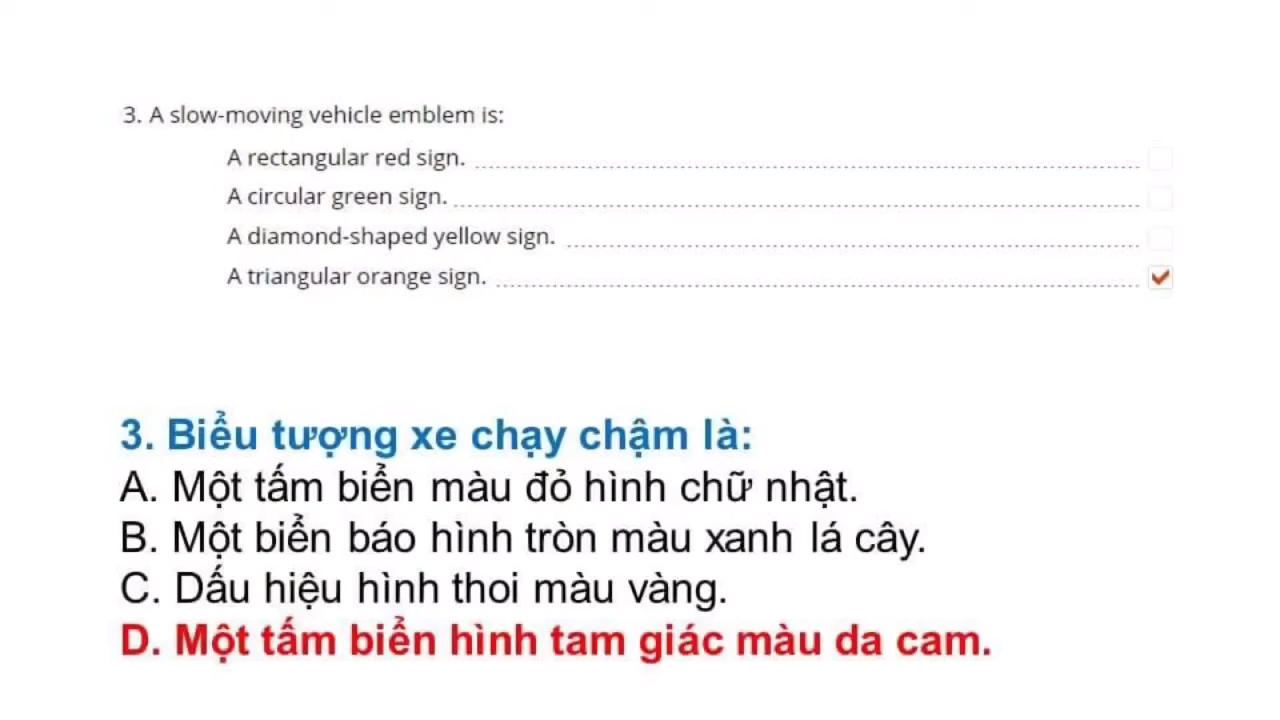 3. A slow-moving vehicle emblem is:
A rectangular red sign.
A circular green sign.
A diamond-shaped yellow sign.
A triangular orange sign.
3. Biểu tượng xe chạy chậm là:
A. Một tấm biển màu đỏ hình chữ nhật.
B. Một biển báo hình tròn màu xanh lá cây.
C. Dấu hiệu hình thoi màu vàng.
D. Một tấm biển hình tam giác màu da cam.